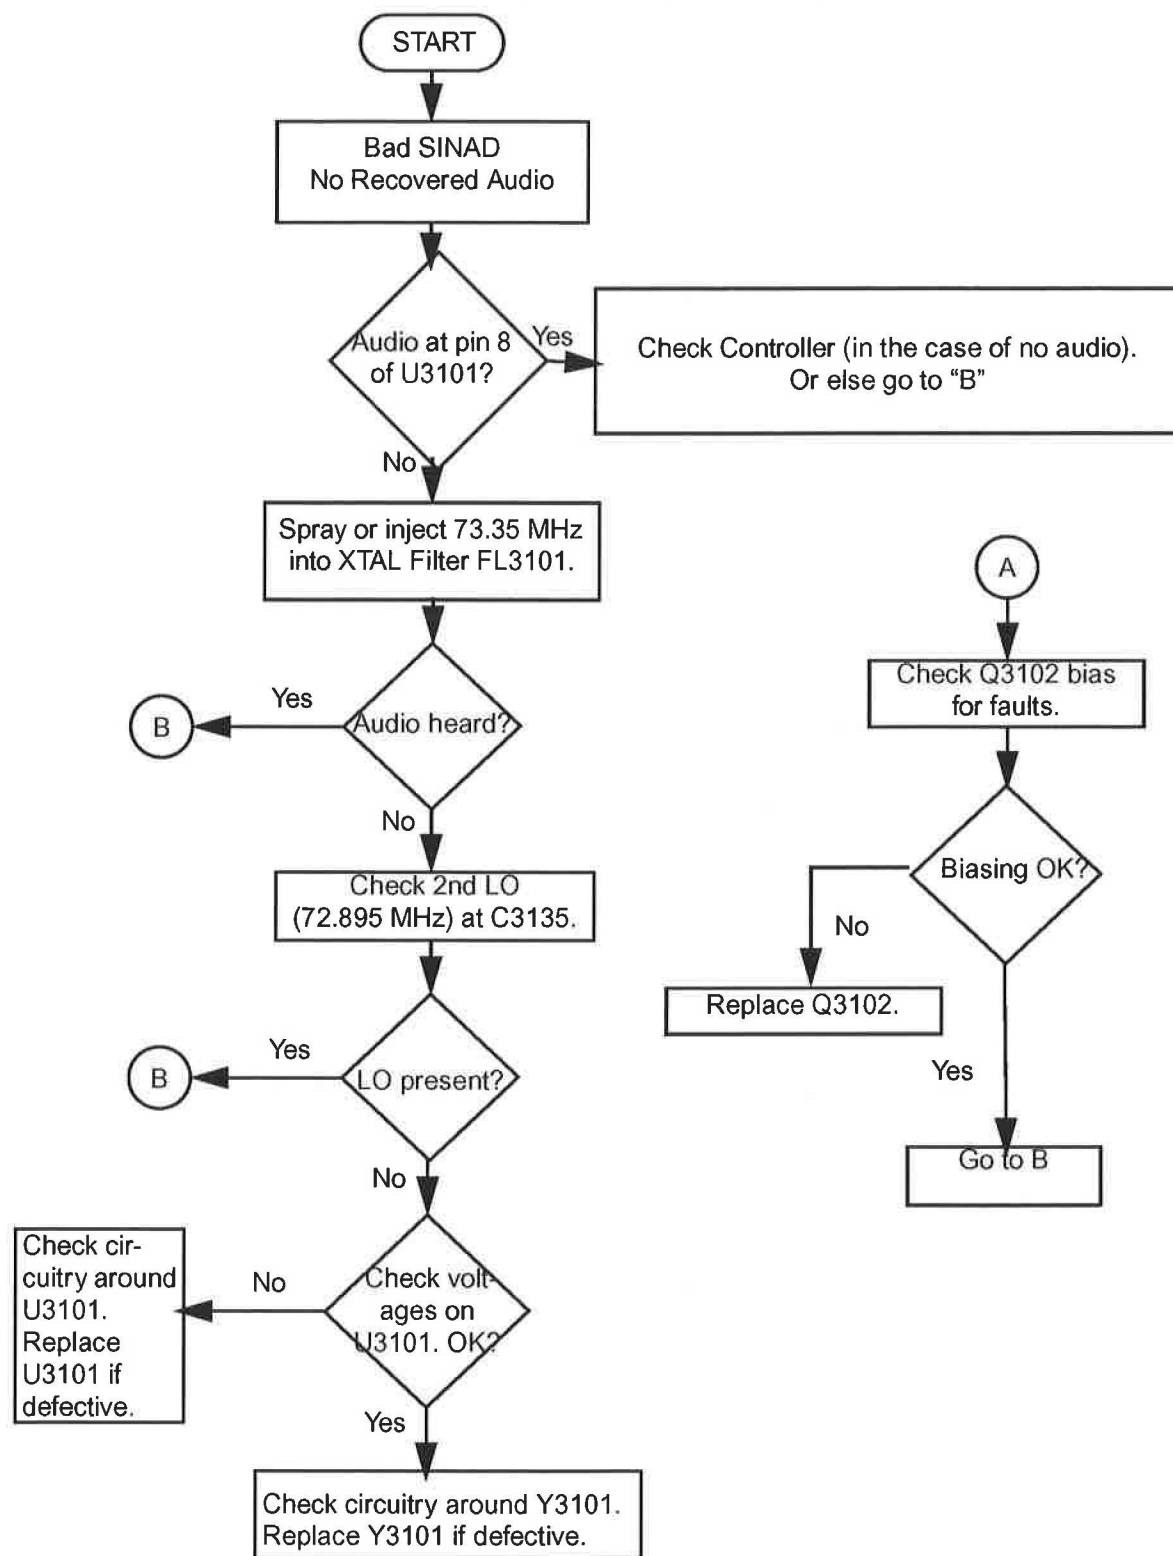 START
Bad SINAD
No Recovered Audio
Audio at pin 8
of U3101?
Yes
Check Controller (in the case of no audio).
Or else go to “B”
No
Spray or inject 73.35 MHz
into XTAL Filter FL3101.
Audio heard?
Yes
B
No
Check 2nd LO
(72.895 MHz) at C3135.
LO present?
Yes
B
No
Check volt-
ages on
U3101. OK?
No
Check cir-
cuitry around
U3101.
Replace
U3101 if
defective.
Yes
Check circuitry around Y3101.
Replace Y3101 if defective.
A
Check Q3102 bias
for faults.
Biasing OK?
No
Replace Q3102.
Yes
Go to B